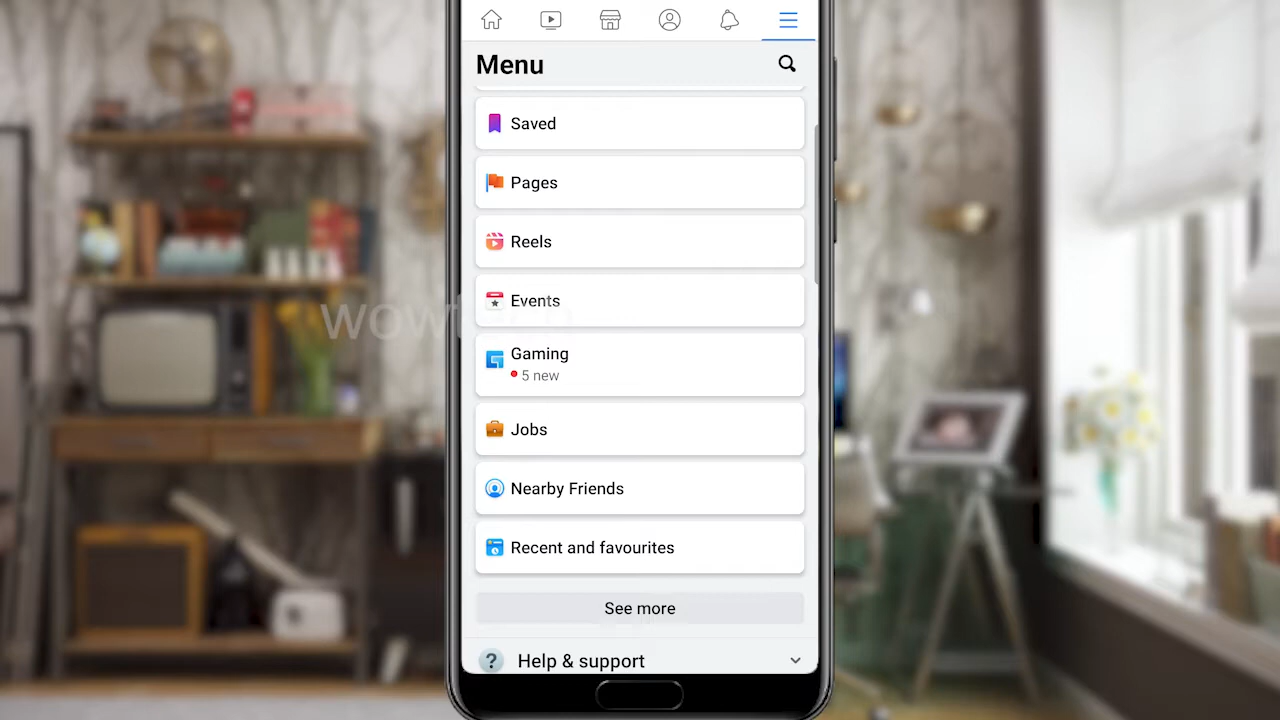 Menu
Saved
Pages
Reels
Events
Gaming
5 new
Jobs
Nearby Friends
Recent and favourites
See more
? Help & support